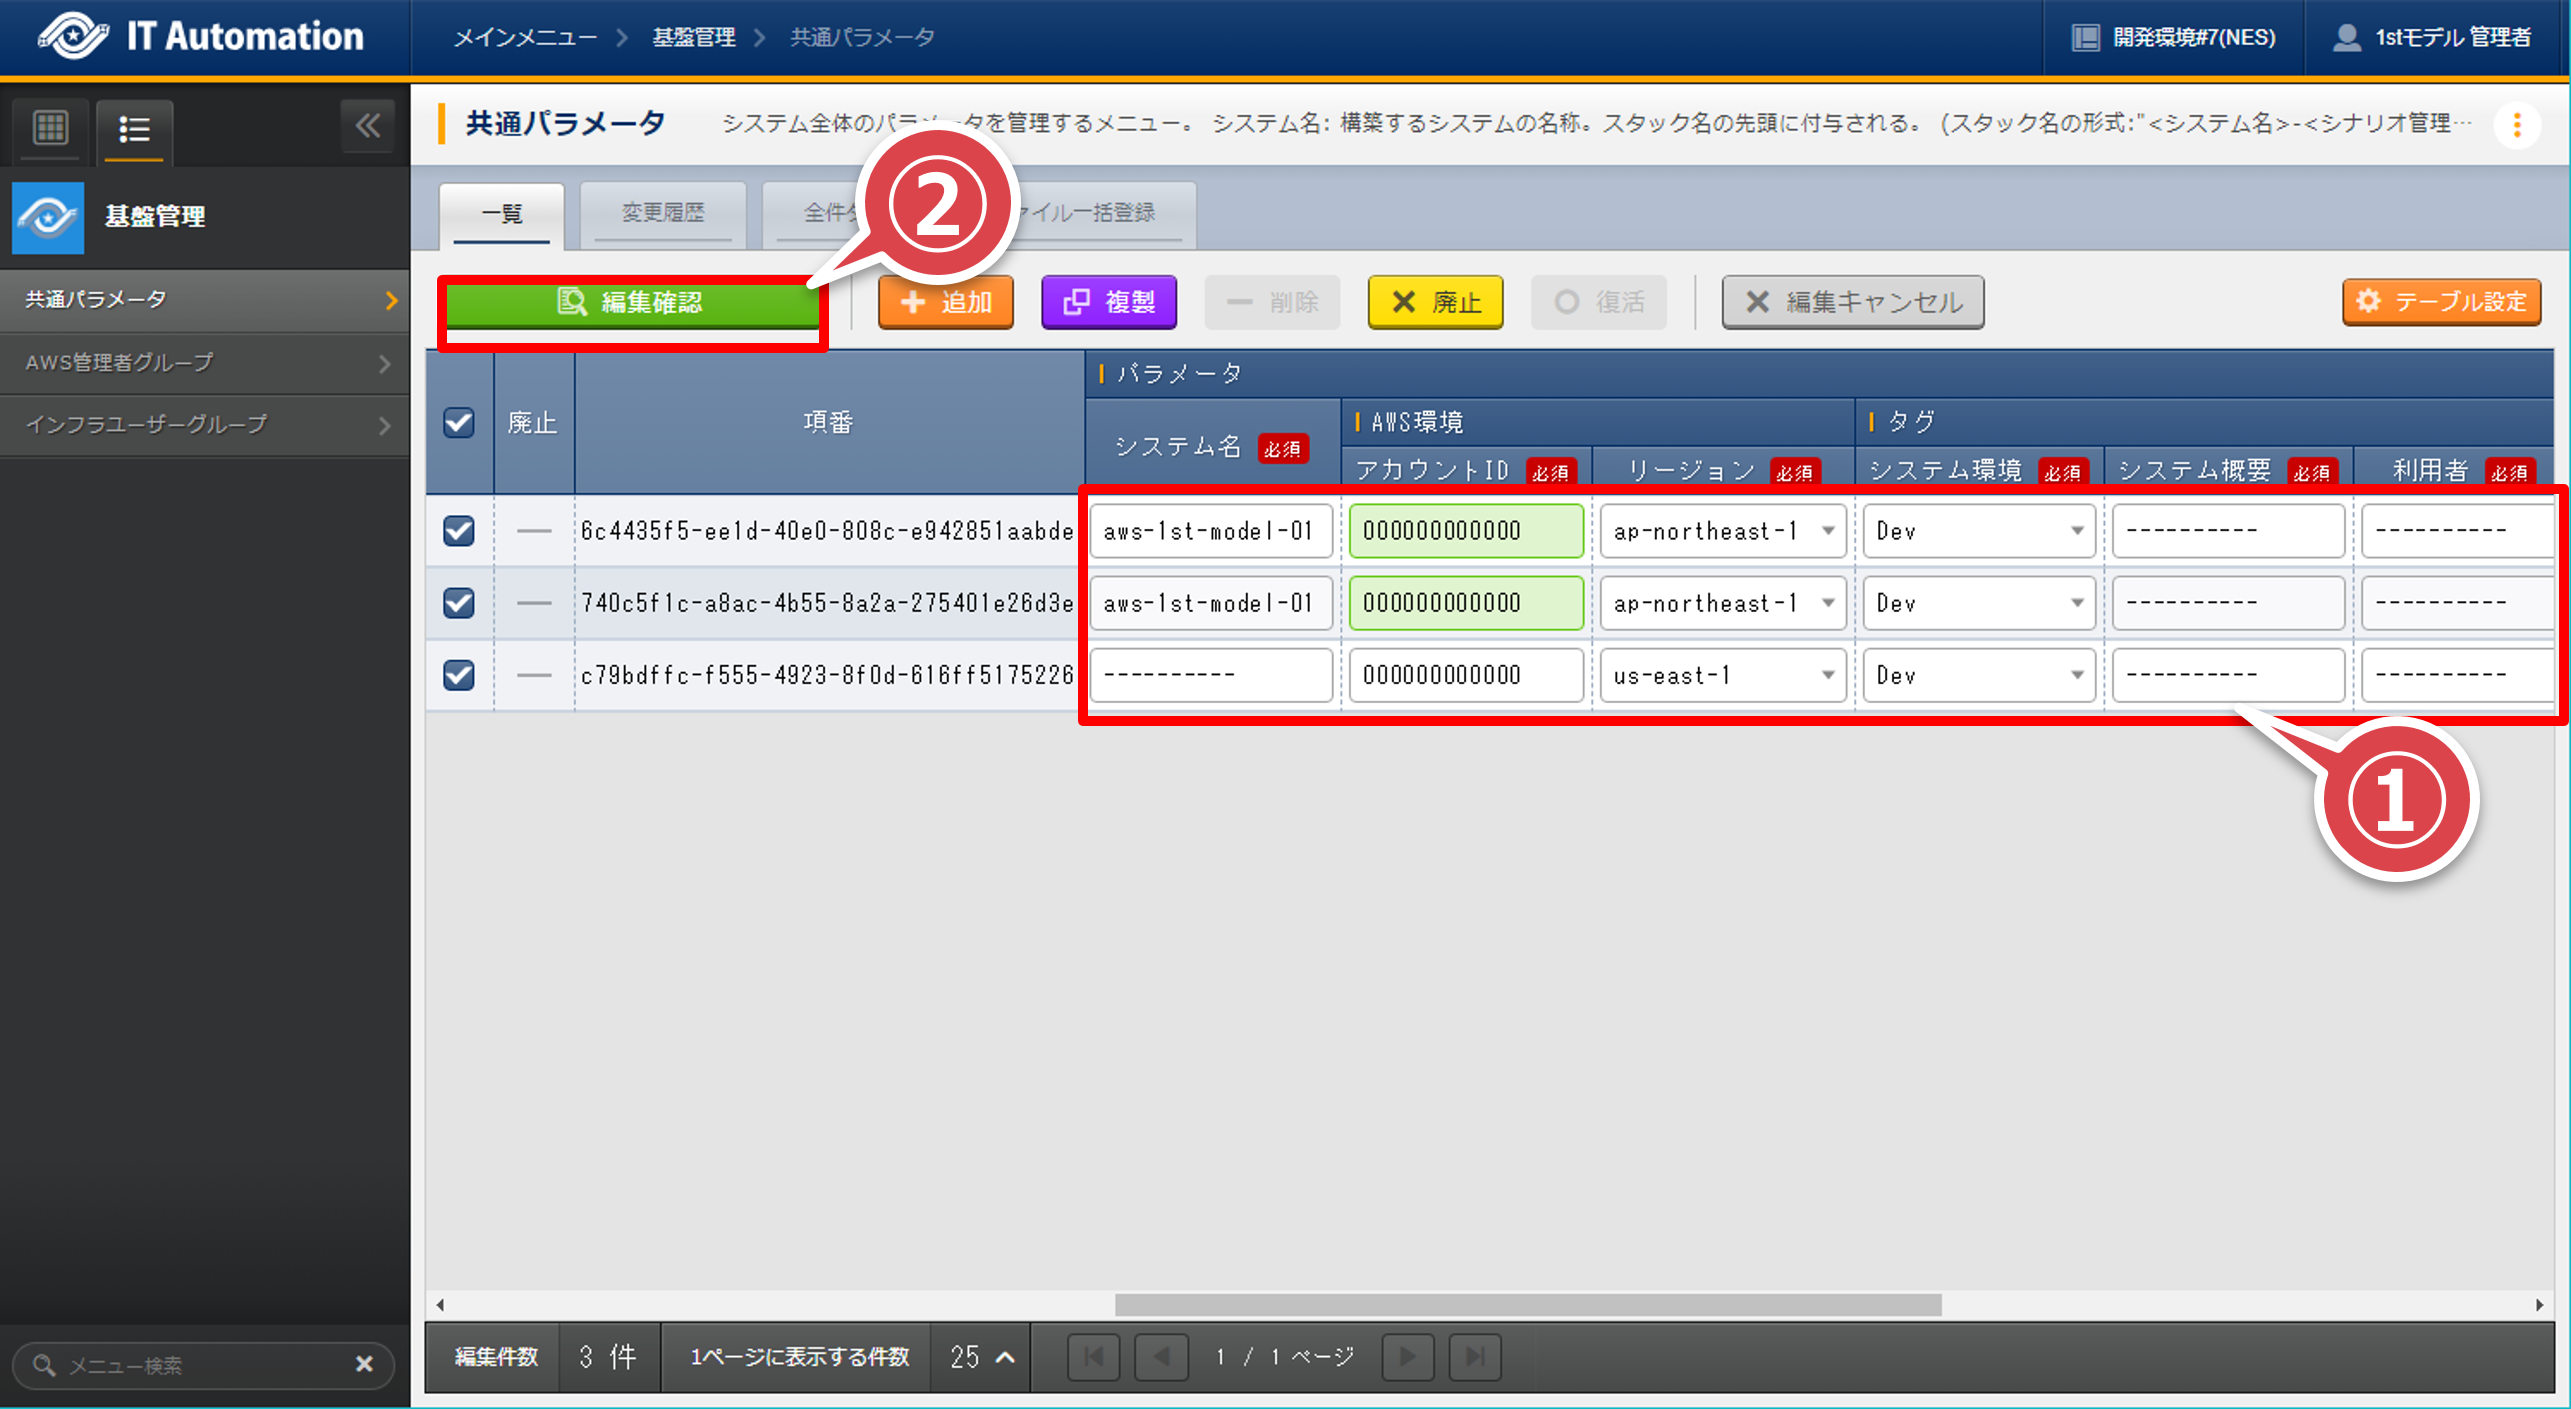 IT Automation
メインメニュー > 基盤管理 > 共通パラメータ
開発環境#7(NES)
1stモデル 管理者
共通パラメータ
システム全体のパラメータを管理するメニュー。 システム名: 構築するシステムの名称。スタック名の先頭に付与される。 (スタック名の形式:"<システム名>-<シナリオ管理…
基盤管理
共通パラメータ
AWS管理者グループ
インフラユーザーグループ
一覧
変更履歴
全件
イル一括登録
②
編集確認
追加
複製
削除
廃止
復活
編集キャンセル
テーブル設定
廃止
項番
パラメータ
システム名 必須
AWS環境
タグ
アカウントID 必須
リージョン 必須
システム環境 必須
システム概要 必須
利用者 必須
6c4435f5-ee1d-40e0-808c-e942851aabde aws-1st-model-01 000000000000 ap-northeast-1 Dev ---------- ----------
740c5f1c-a8ac-4b55-8a2a-275401e26d3e aws-1st-model-01 000000000000 ap-northeast-1 Dev ---------- ----------
c79bdffc-f555-4923-8f0d-616ff5175226 ---------- 000000000000 us-east-1 Dev ---------- ----------
①
メニュー検索
編集件数 3 件
1ページに表示する件数 25
1 / 1 ページ